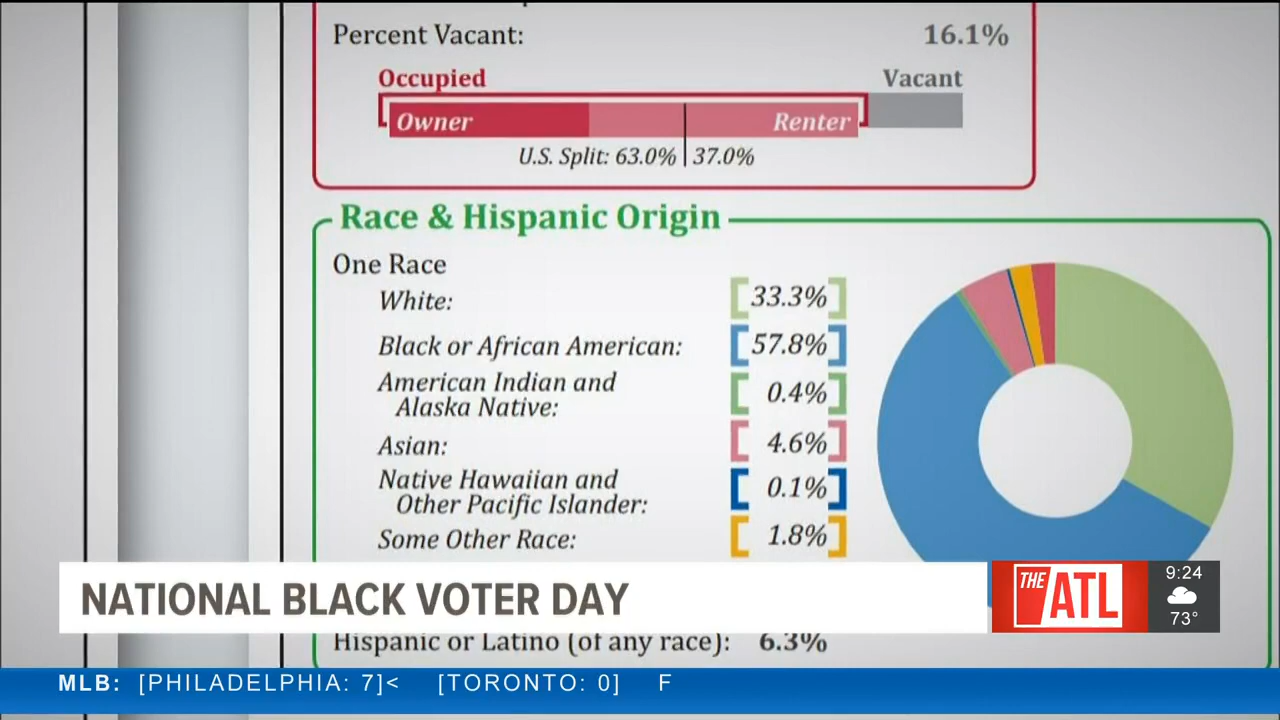 Percent Vacant: 16.1%
Occupied Vacant
Owner Renter
U.S. Split: 63.0% 37.0%
Race & Hispanic Origin
One Race
White: 33.3%
Black or African American: 57.8%
American Indian and
Alaska Native: 0.4%
Asian: 4.6%
Native Hawaiian and
Other Pacific Islander: 0.1%
Some Other Race: 1.8%
NATIONAL BLACK VOTER DAY
THE ATL
9:24
73°
Hispanic or Latino (of any race): 6.3%
MLB: [PHILADELPHIA: 7]< [TORONTO: 0] F